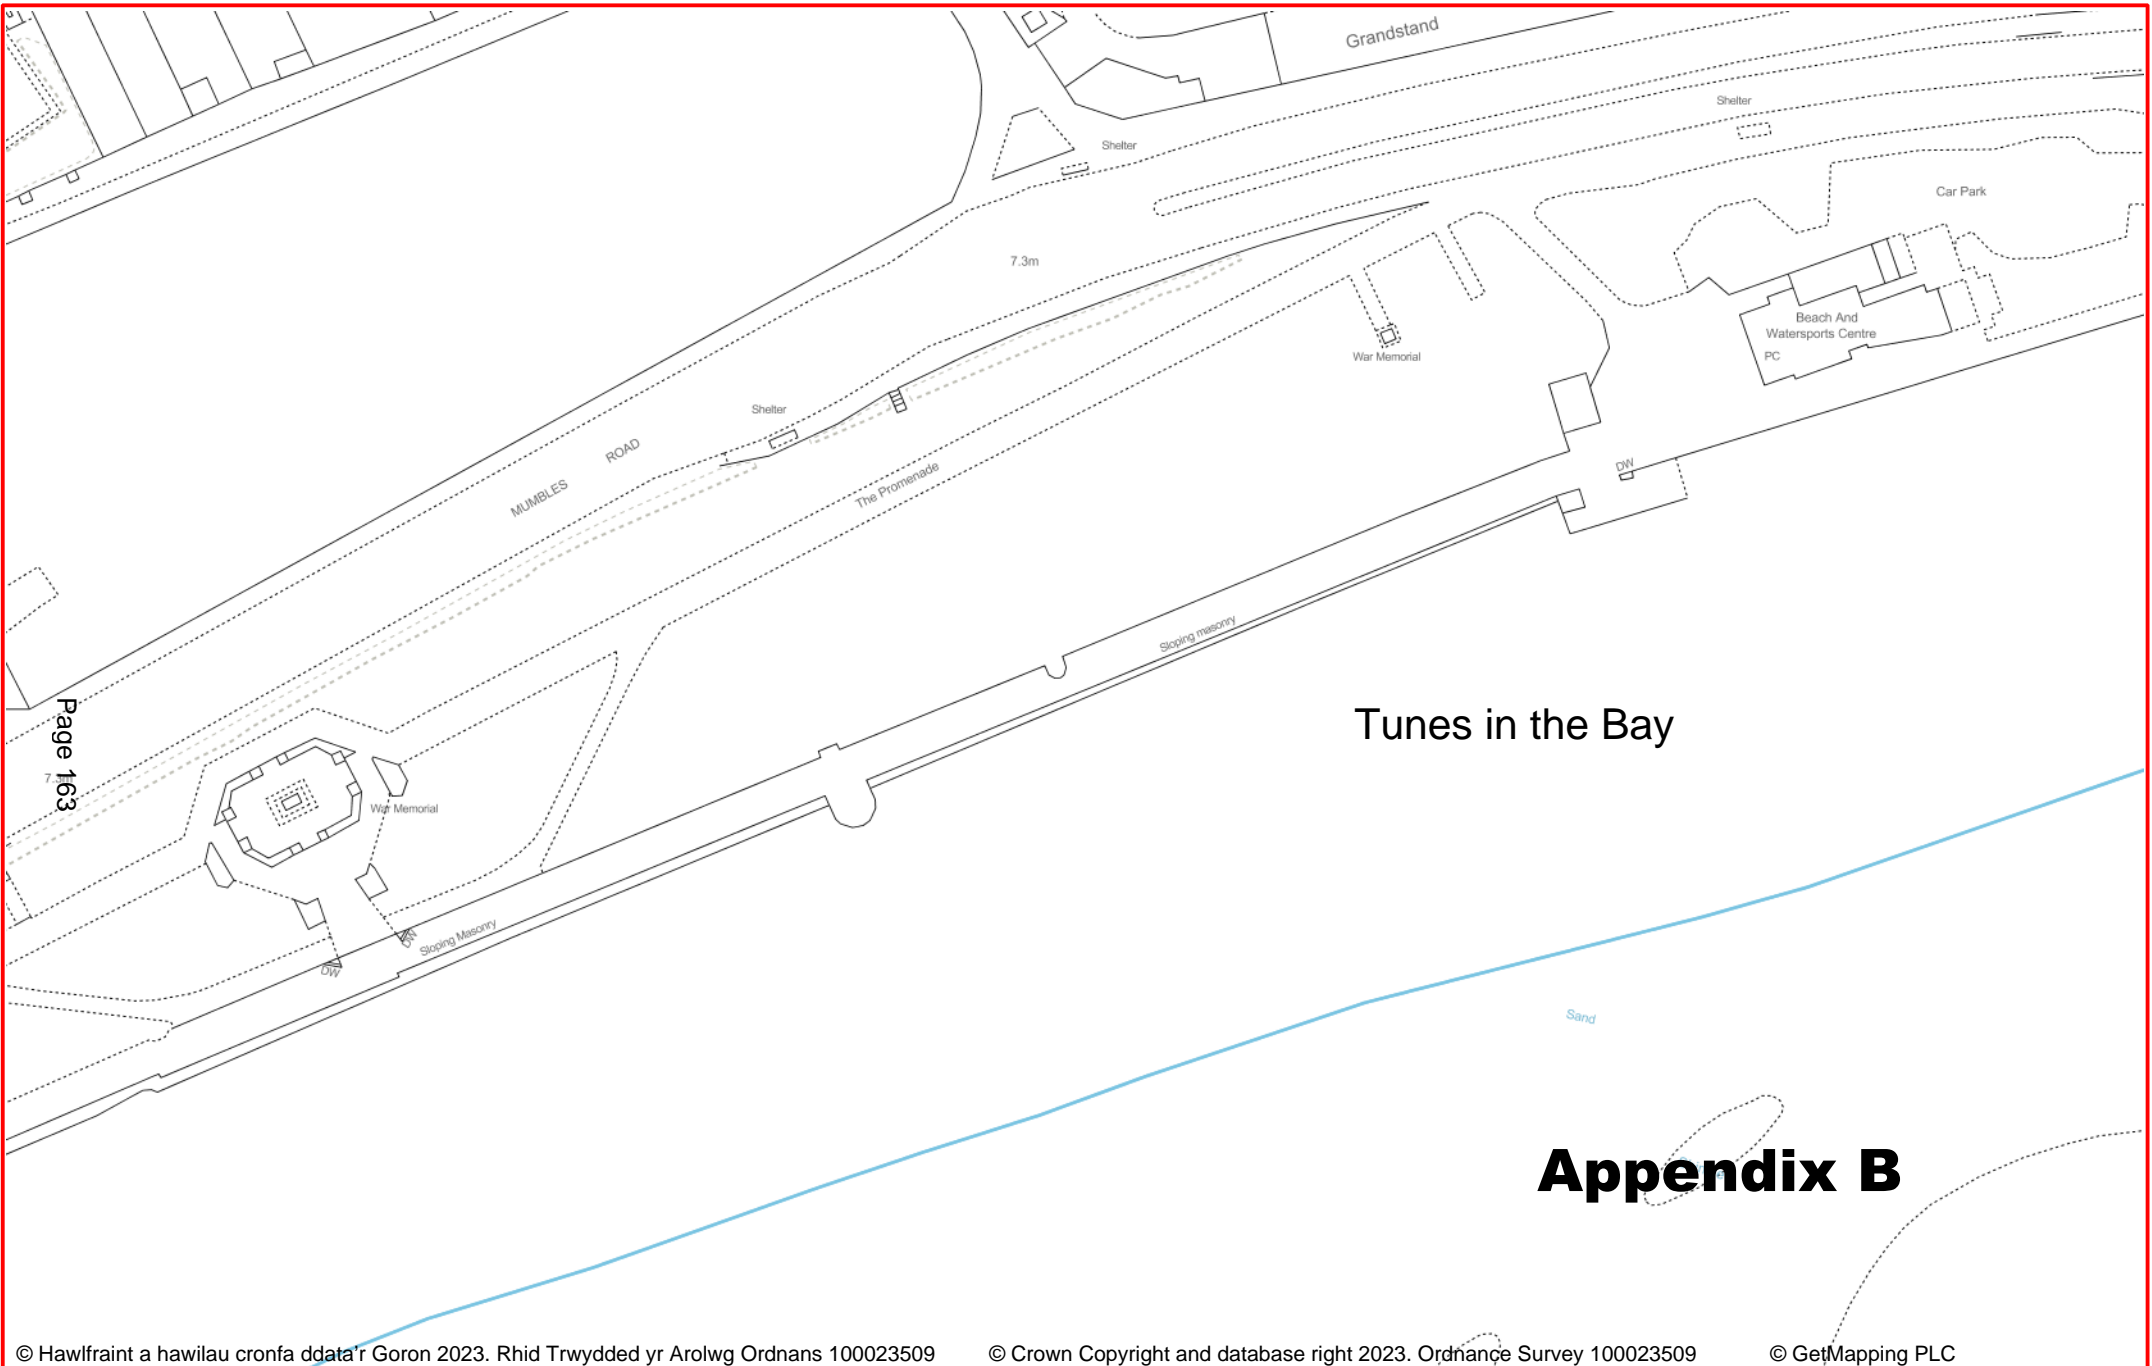 Grandstand
Shelter
Shelter
Car Park
7.3m
Beach And
Watersports Centre
PC
War Memorial
Shelter
MUMBLES ROAD
The Promenade
DW
Sloping masonry
Tunes in the Bay
Page 163
7.3m
War Memorial
Sloping Masonry
DW
DW
Sand
Appendix B
© Hawlfraint a hawilau cronfa ddata'r Goron 2023. Rhid Trwydded yr Arolwg Ordnans 100023509
© Crown Copyright and database right 2023. Ordnance Survey 100023509
© GetMapping PLC